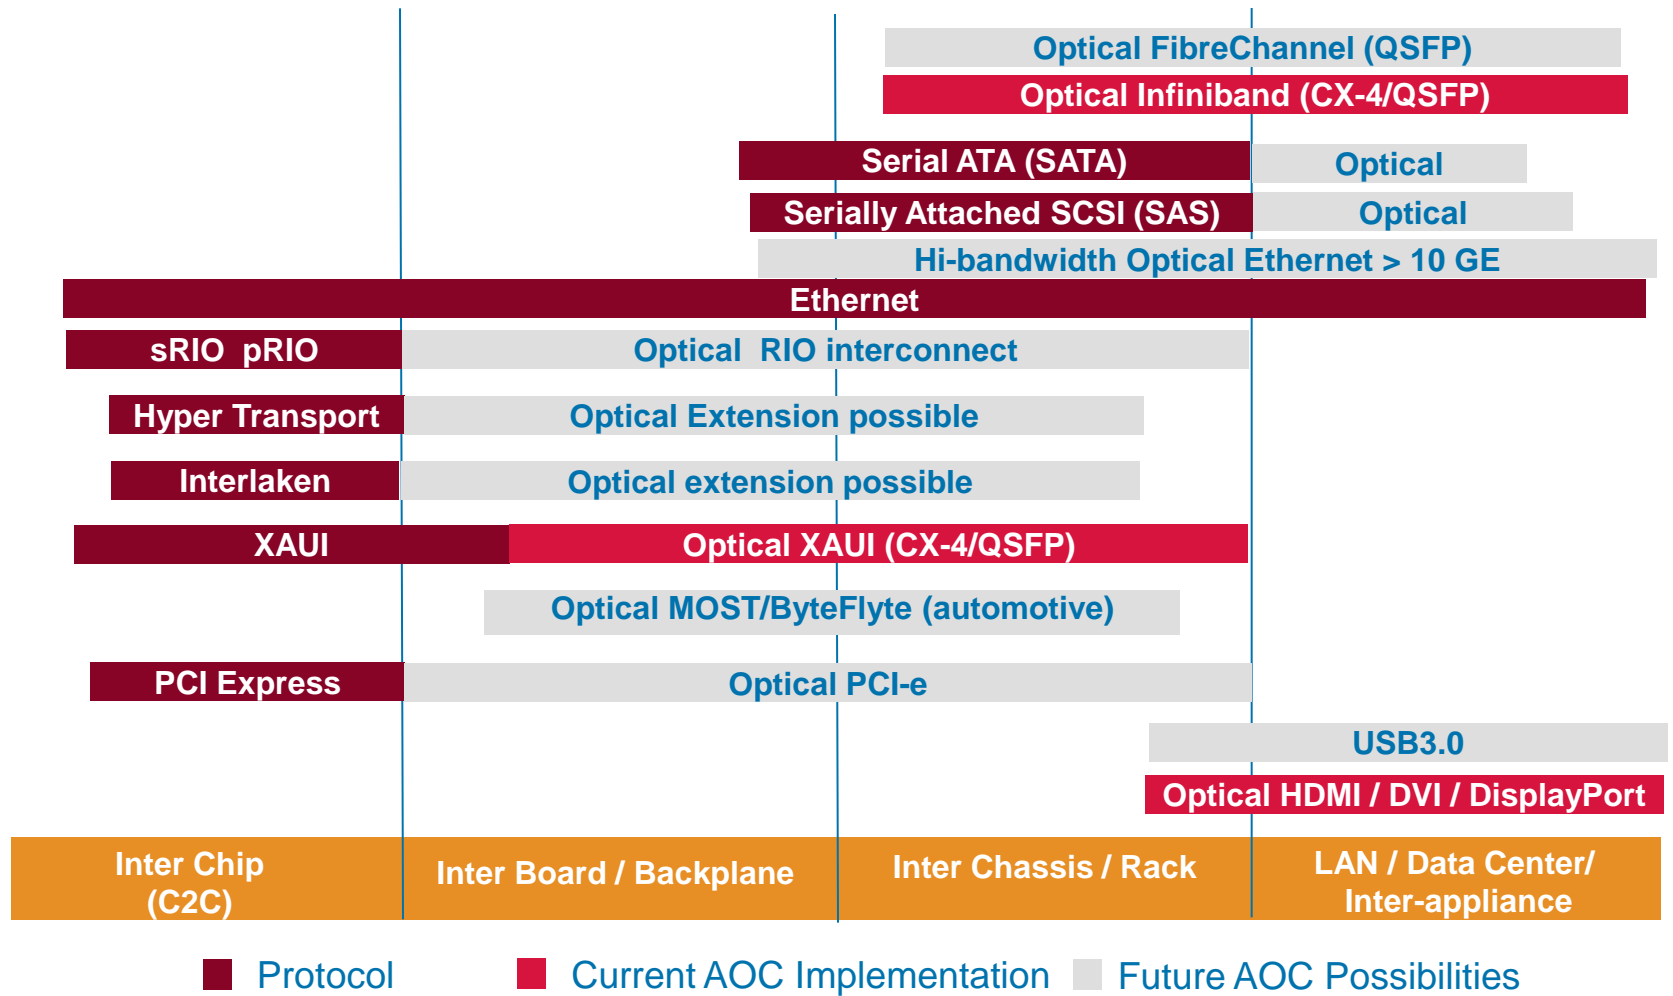 Optical FibreChannel (QSFP)
Optical Infiniband (CX-4/QSFP)
Serial ATA (SATA)
Optical
Serially Attached SCSI (SAS)
Optical
Hi-bandwidth Optical Ethernet > 10 GE
Ethernet
sRIO pRIO
Optical RIO interconnect
Hyper Transport
Optical Extension possible
Interlaken
Optical extension possible
XAUI
Optical XAUI (CX-4/QSFP)
Optical MOST/ByteFlyte (automotive)
PCI Express
Optical PCI-e
USB3.0
Optical HDMI / DVI / DisplayPort
Inter Chip
(C2C)
Inter Board / Backplane
Inter Chassis / Rack
LAN / Data Center/
Inter-appliance
Protocol
Current AOC Implementation
Future AOC Possibilities